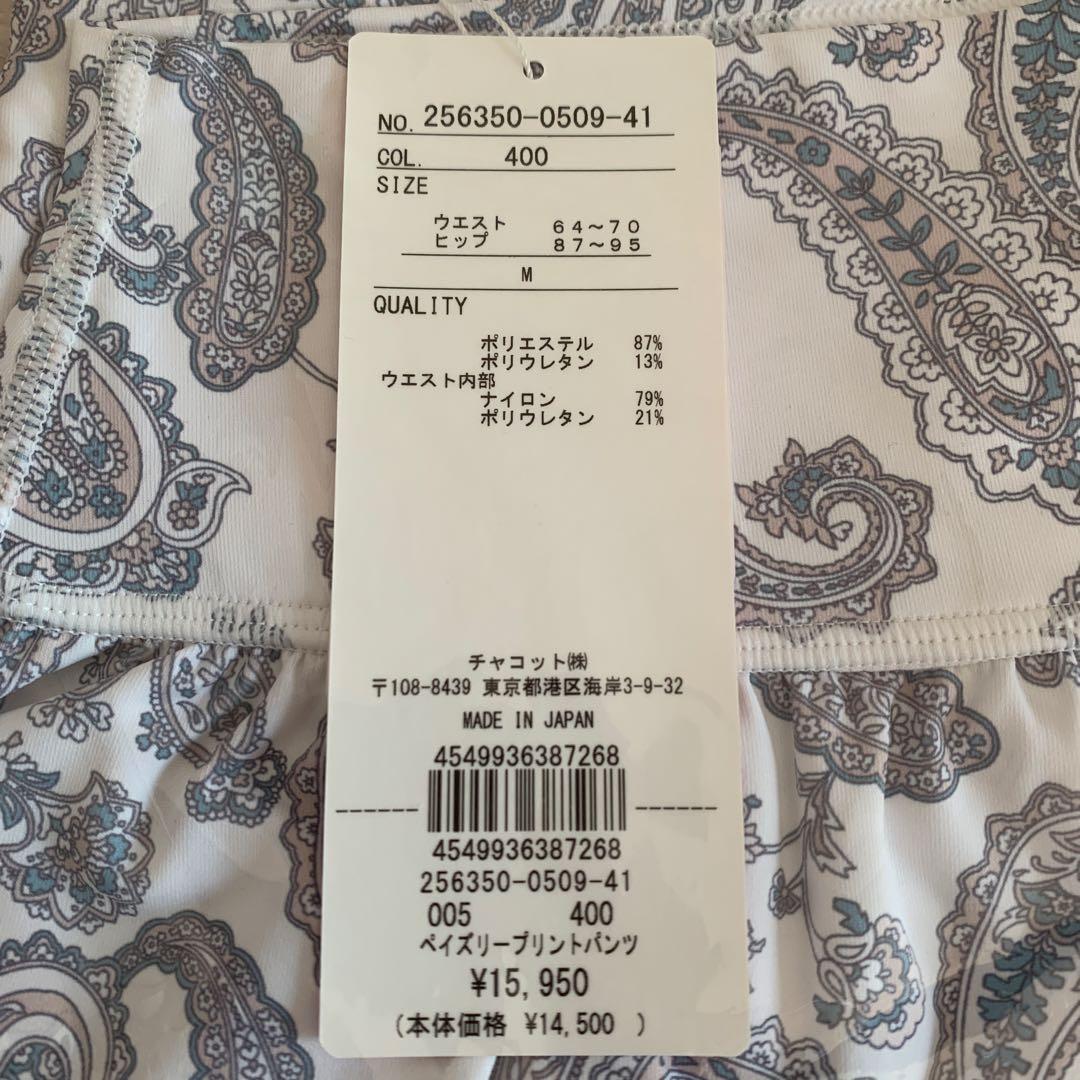 NO. 256350-0509-41
COL. 400
SIZE
ウエスト 64~70
ヒップ 87~95
M
QUALITY
ポリエステル 87%
ポリウレタン 13%
ウエスト内部
ナイロン 79%
ポリウレタン 21%
チャコット㈱
〒108-8439 東京都港区海岸3-9-32
MADE IN JAPAN
4549936387268
4549936387268
256350-0509-41
005 400
ペイズリープリントパンツ
¥15,950
(本体価格 ¥14,500 )